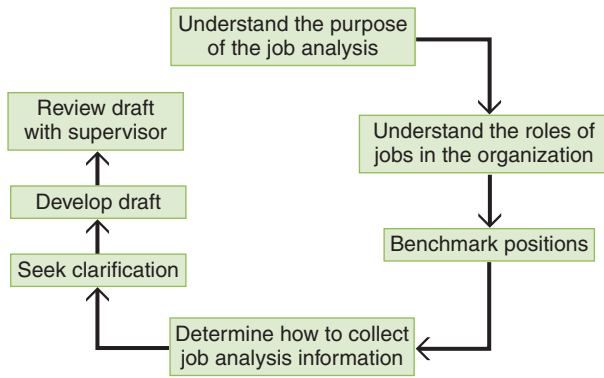 Understand the purpose
of the job analysis
Understand the roles of
jobs in the organization
Benchmark positions
Determine how to collect
job analysis information
Seek clarification
Develop draft
Review draft
with supervisor